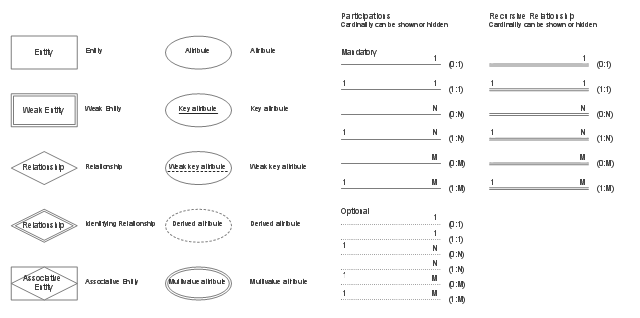 Participations
Cardinality can be shown or hidden
Recursive Relationship
Cardinality can be shown or hidden
Entity
Entity
Attribute
Attribute
Weak Entity
Weak Entity
Key attribute
Key attribute
Relationship
Relationship
Weak key attribute
Weak key attribute
Relationship
Identifying Relationship
Derived attribute
Derived attribute
Associative
Entity
Associative Entity
Multivalue attribute
Multivalue attribute
Mandatory
1 (0:1)
1 1 (1:1)
N (0:N)
1 N (1:N)
M (0:M)
1 M (1:M)
Optional
1 (0:1)
1 (1:1)
1 N (0:N)
N (1:N)
1 M (0:M)
1 M (1:M)
1 (0:1)
1 1 (1:1)
N (0:N)
1 N (1:N)
M (0:M)
1 M (1:M)